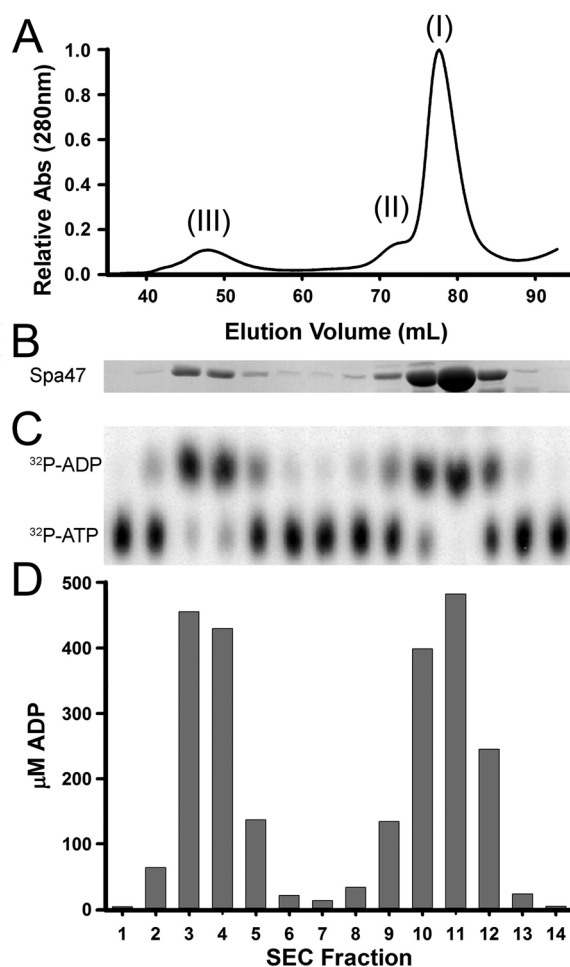 A
(I)
(II)
(III)
Relative Abs (280nm)
1.0
0.8
0.6
0.4
0.2
0.0
40 50 60 70 80 90
Elution Volume (mL)
B
Spa47
C
³²P-ADP
³²P-ATP
D
µM ADP
500
400
300
200
100
0
1 2 3 4 5 6 7 8 9 10 11 12 13 14
SEC Fraction